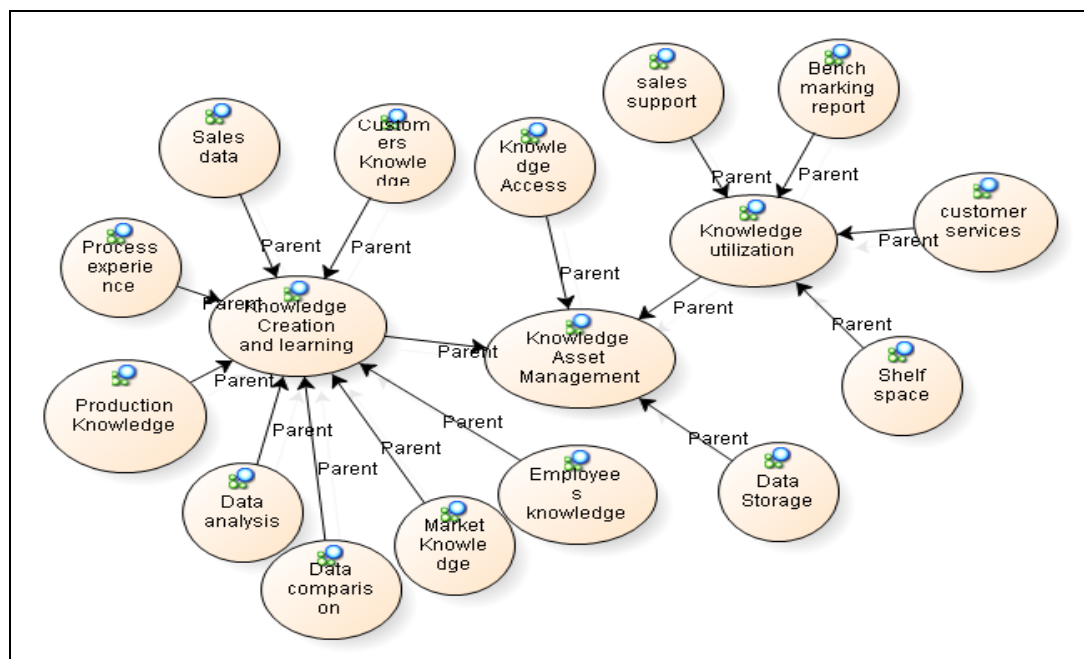 sales
support
Bench
marking
report
Sales
data
Customers
Knowle
dge
Knowle
dge
Access
Parent
Parent
Knowledge
utilization
customer
services
Parent
Process
experie
nce
Parent
Parent
Parent
Parent
Knowledge
Creation
and learning
Parent
Parent
Knowledge
Asset
Management
Parent
Parent
Shelf
space
Production
Knowledge
Parent
Parent
Parent
Parent
Parent
Parent
Data
analysis
Data
comparis
on
Market
Knowle
dge
Employee
s
knowledge
Data
Storage